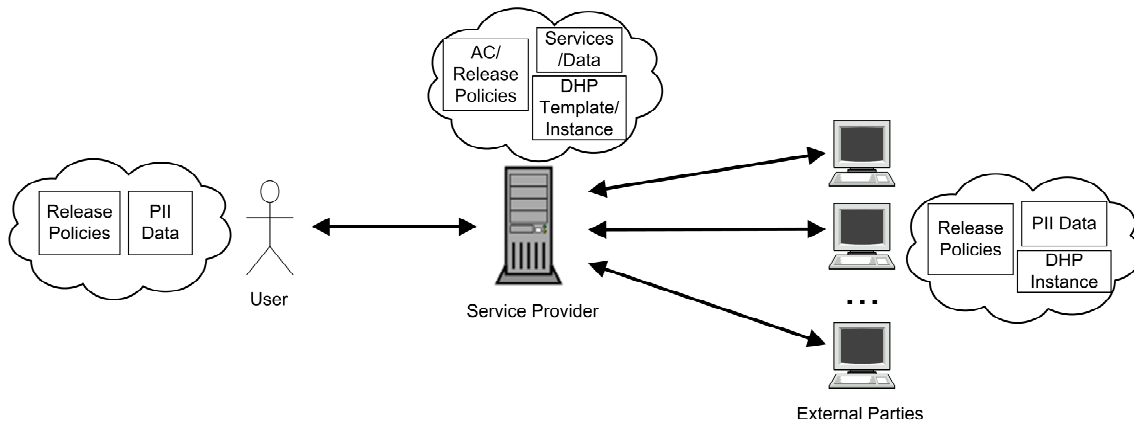 AC/
Release
Policies
Services
/Data
DHP
Template/
Instance
Release
Policies
PII
Data
User
Service Provider
Release
Policies
PII Data
DHP
Instance
...
External Parties